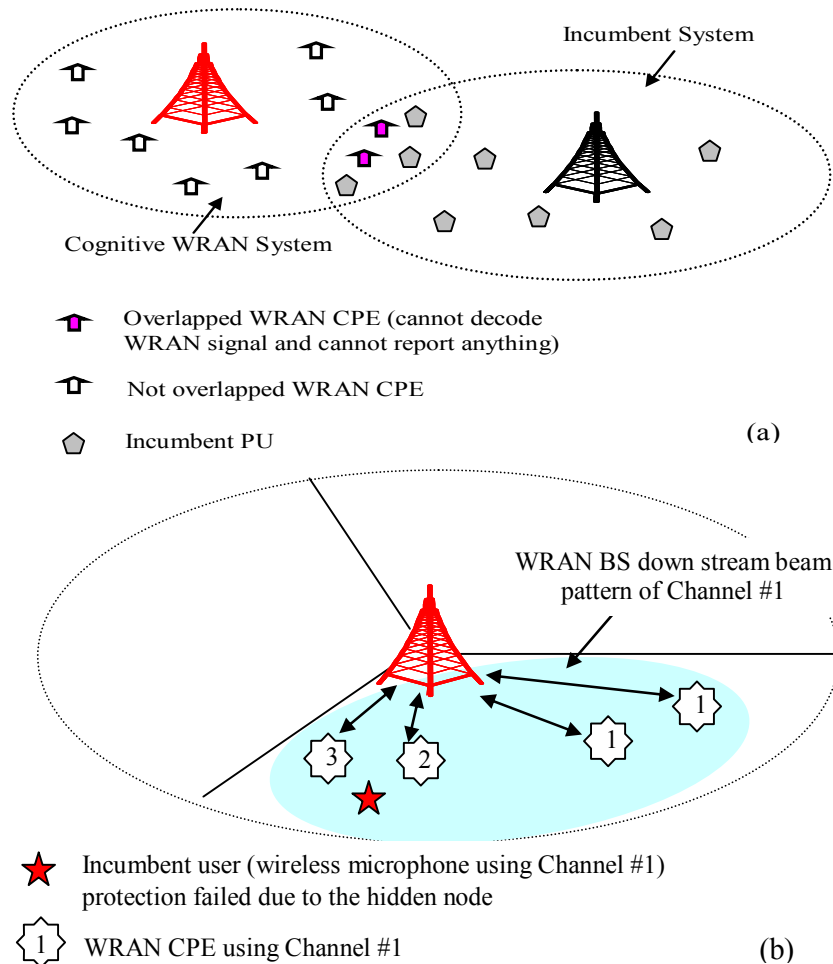 Incumbent System
Cognitive WRAN System
Overlapped WRAN CPE (cannot decode
WRAN signal and cannot report anything)
Not overlapped WRAN CPE
Incumbent PU
(a)
WRAN BS down stream beam
pattern of Channel #1
1
1
2
3
Incumbent user (wireless microphone using Channel #1)
protection failed due to the hidden node
1
WRAN CPE using Channel #1
(b)